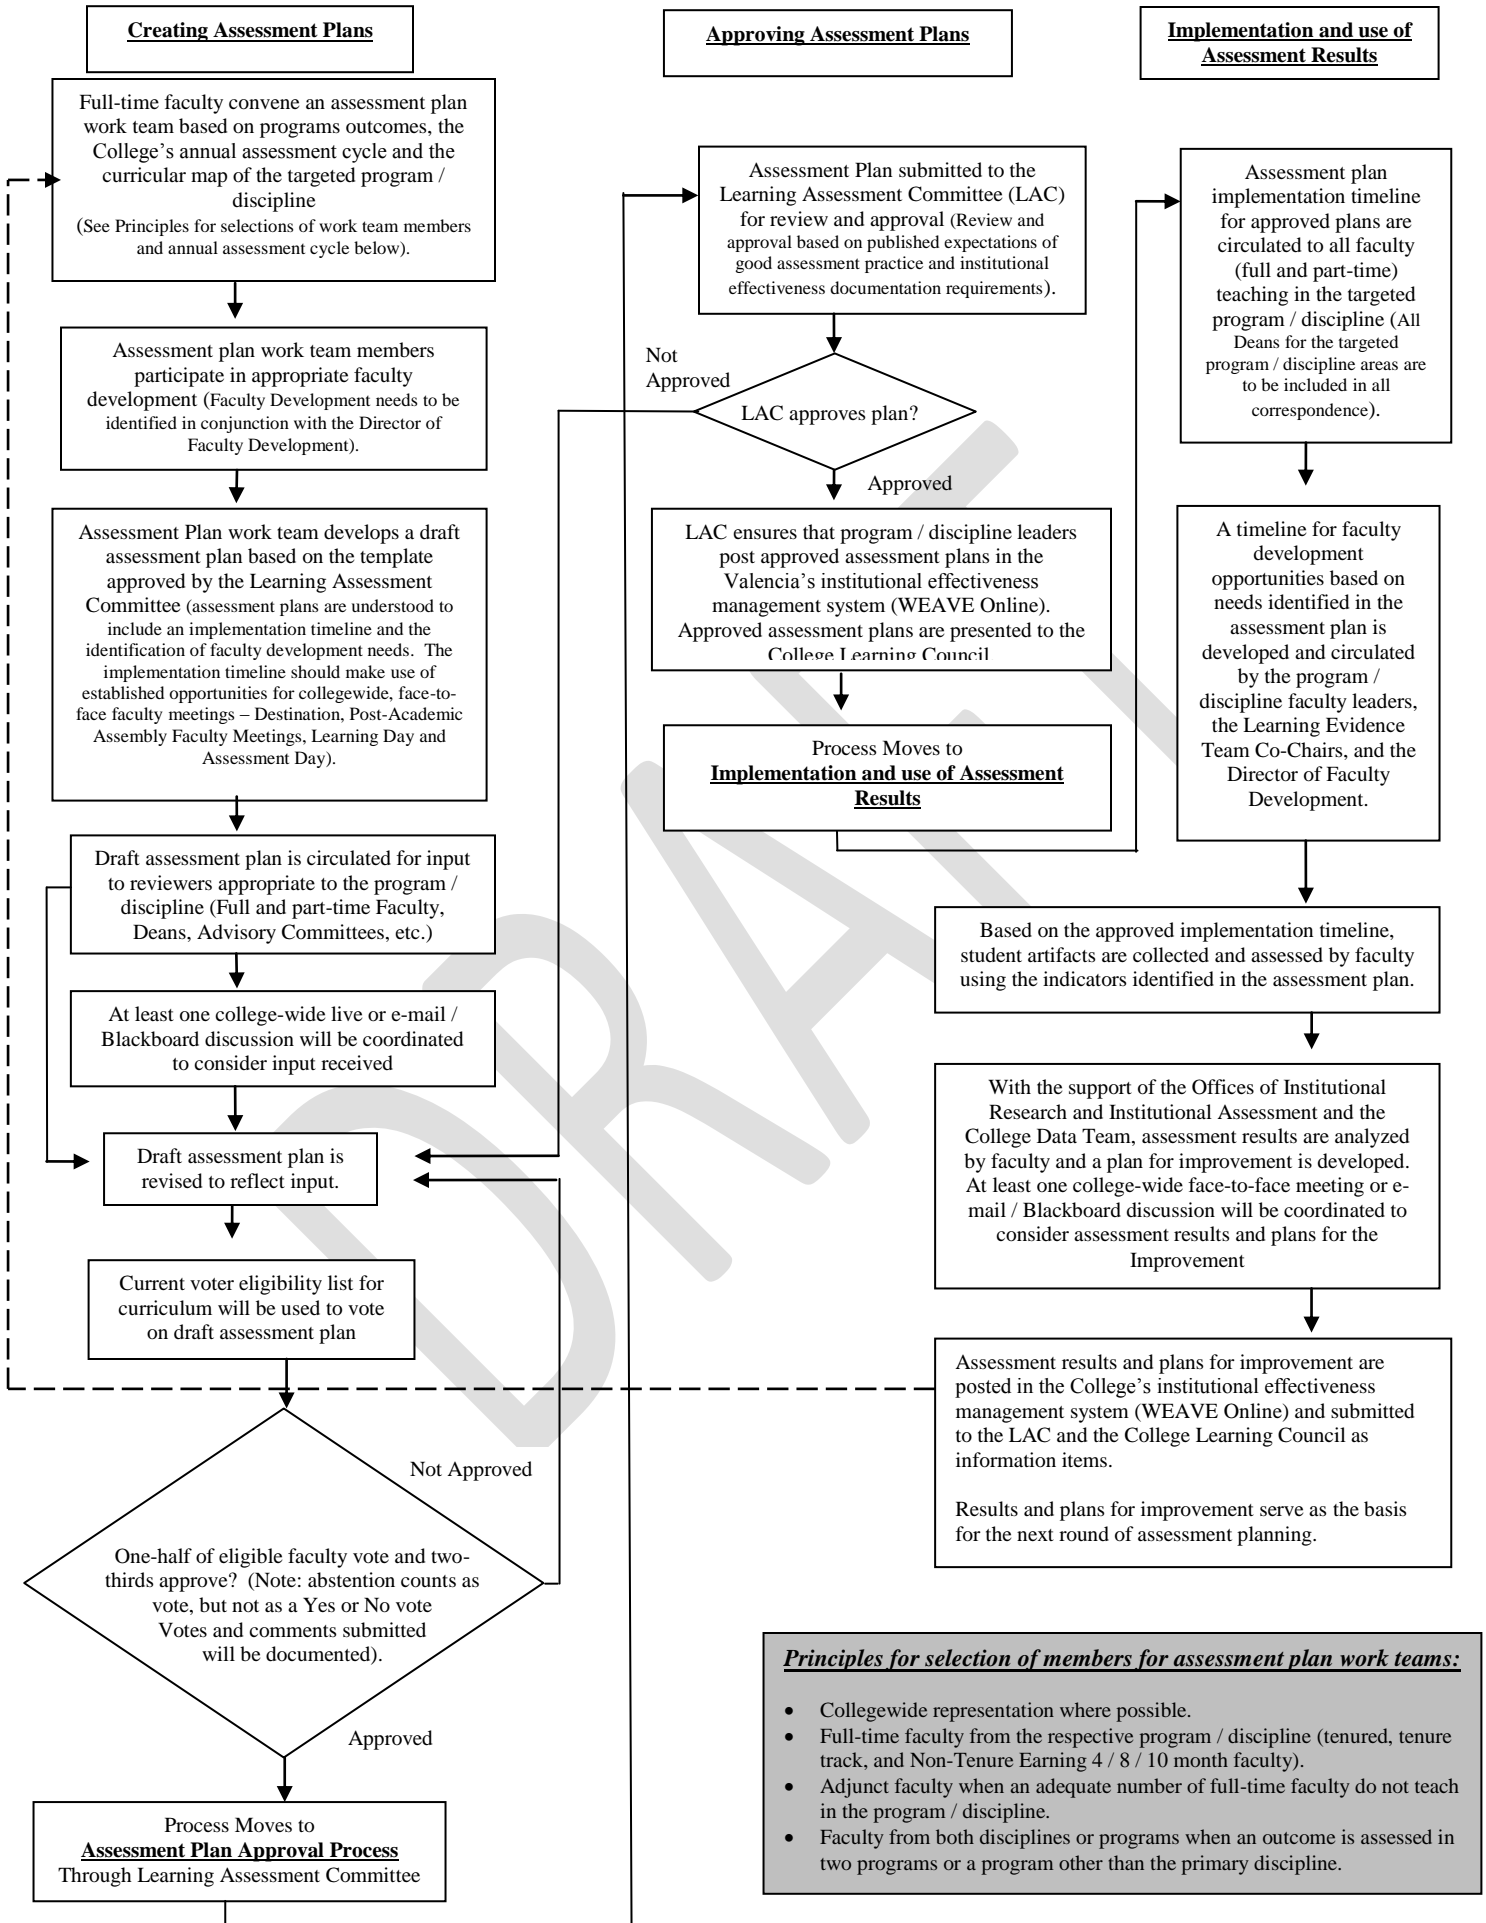 Creating Assessment Plans
Full-time faculty convene an assessment plan
work team based on programs outcomes, the
College's annual assessment cycle and the
curricular map of the targeted program /
discipline
(See Principles for selections of work team members
and annual assessment cycle below).
Assessment plan work team members
participate in appropriate faculty
development (Faculty Development needs to be
identified in conjunction with the Director of
Faculty Development).
Assessment Plan work team develops a draft
assessment plan based on the template
approved by the Learning Assessment
Committee (assessment plans are understood to
include an implementation timeline and the
identification of faculty development needs.  The
implementation timeline should make use of
established opportunities for collegewide, face-to-
face faculty meetings – Destination, Post-Academic
Assembly Faculty Meetings, Learning Day and
Assessment Day).
Draft assessment plan is circulated for input
to reviewers appropriate to the program /
discipline (Full and part-time Faculty,
Deans, Advisory Committees, etc.)
At least one college-wide live or e-mail /
Blackboard discussion will be coordinated
to consider input received
Draft assessment plan is
revised to reflect input.
Current voter eligibility list for
curriculum will be used to vote
on draft assessment plan
Not Approved
One-half of eligible faculty vote and two-
thirds approve?  (Note: abstention counts as
vote, but not as a Yes or No vote
Votes and comments submitted
will be documented).
Approved
Process Moves to
Assessment Plan Approval Process
Through Learning Assessment Committee
Approving Assessment Plans
Assessment Plan submitted to the
Learning Assessment Committee (LAC)
for review and approval (Review and
approval based on published expectations of
good assessment practice and institutional
effectiveness documentation requirements).
Not
Approved
LAC approves plan?
Approved
LAC ensures that program / discipline leaders
post approved assessment plans in the
Valencia's institutional effectiveness
management system (WEAVE Online).
Approved assessment plans are presented to the
College Learning Council
Process Moves to
Implementation and use of Assessment
Results
Implementation and use of
Assessment Results
Assessment plan
implementation timeline
for approved plans are
circulated to all faculty
(full and part-time)
teaching in the targeted
program / discipline (All
Deans for the targeted
program / discipline areas are
to be included in all
correspondence).
A timeline for faculty
development
opportunities based on
needs identified in the
assessment plan is
developed and circulated
by the program /
discipline faculty leaders,
the Learning Evidence
Team Co-Chairs, and the
Director of Faculty
Development.
Based on the approved implementation timeline,
student artifacts are collected and assessed by faculty
using the indicators identified in the assessment plan.
With the support of the Offices of Institutional
Research and Institutional Assessment and the
College Data Team, assessment results are analyzed
by faculty and a plan for improvement is developed.
At least one college-wide face-to-face meeting or e-
mail / Blackboard discussion will be coordinated to
consider assessment results and plans for the
Improvement
Assessment results and plans for improvement are
posted in the College's institutional effectiveness
management system (WEAVE Online) and submitted
to the LAC and the College Learning Council as
information items.
Results and plans for improvement serve as the basis
for the next round of assessment planning.
Principles for selection of members for assessment plan work teams:
• Collegewide representation where possible.
• Full-time faculty from the respective program / discipline (tenured, tenure
track, and Non-Tenure Earning 4 / 8 / 10 month faculty).
• Adjunct faculty when an adequate number of full-time faculty do not teach
in the program / discipline.
• Faculty from both disciplines or programs when an outcome is assessed in
two programs or a program other than the primary discipline.
DRAFT